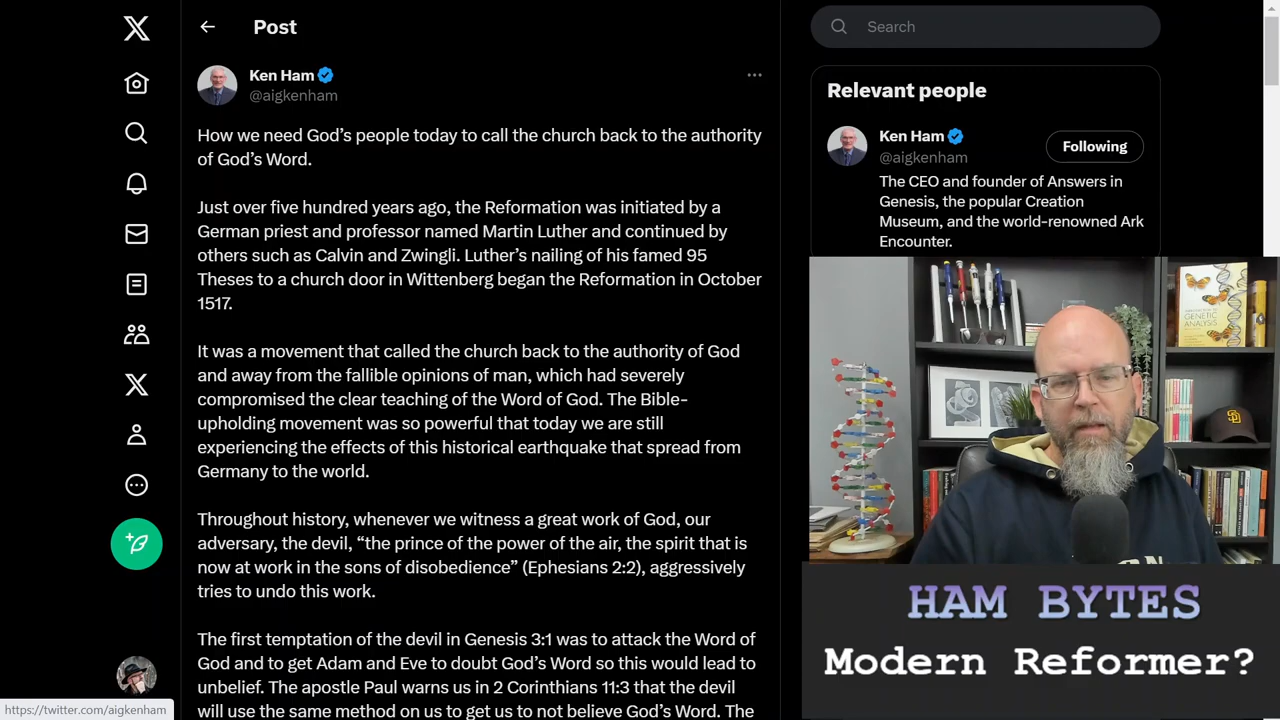 Post
Ken Ham
@aigkenham
How we need God’s people today to call the church back to the authority
of God’s Word.
Just over five hundred years ago, the Reformation was initiated by a
German priest and professor named Martin Luther and continued by
others such as Calvin and Zwingli. Luther’s nailing of his famed 95
Theses to a church door in Wittenberg began the Reformation in October
1517.
It was a movement that called the church back to the authority of God
and away from the fallible opinions of man, which had severely
compromised the clear teaching of the Word of God. The Bible-
upholding movement was so powerful that today we are still
experiencing the effects of this historical earthquake that spread from
Germany to the world.
Throughout history, whenever we witness a great work of God, our
adversary, the devil, “the prince of the power of the air, the spirit that is
now at work in the sons of disobedience” (Ephesians 2:2), aggressively
tries to undo this work.
The first temptation of the devil in Genesis 3:1 was to attack the Word of
God and to get Adam and Eve to doubt God’s Word so this would lead to
unbelief. The apostle Paul warns us in 2 Corinthians 11:3 that the devil
will use the same method on us to get us to not believe God’s Word. The
https://twitter.com/aigkenham
Search
Relevant people
Ken Ham
@aigkenham
Following
The CEO and founder of Answers in
Genesis, the popular Creation
Museum, and the world-renowned Ark
Encounter.
GENETIC
ANALYSIS
HAM BYTES
Modern Reformer?